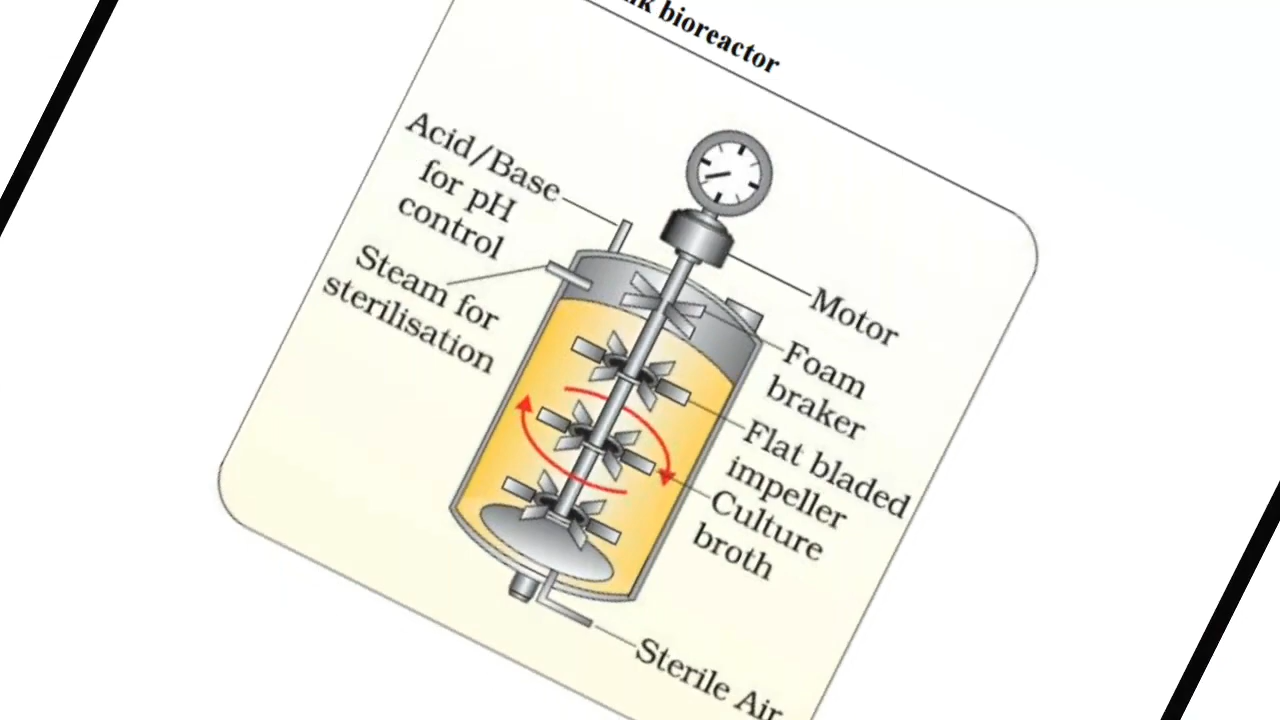 bioreactor
Acid/Base
for pH
control
Steam for
sterilisation
Motor
Foam
braker
Flat bladed
impeller
Culture
broth
Sterile Air